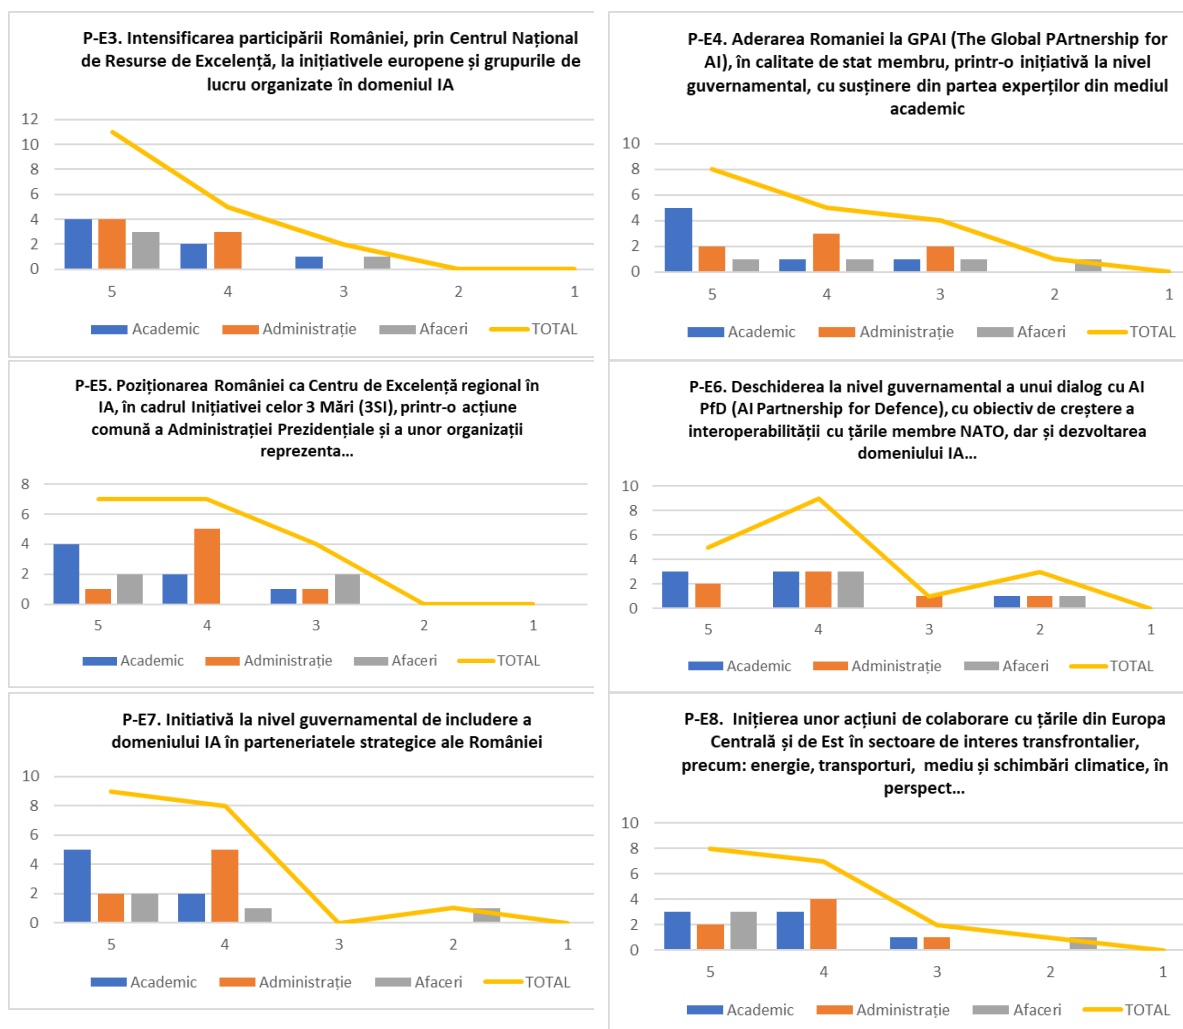 P-E3. Intensificarea participării României, prin Centrul Național
de Resurse de Excelență, la inițiativele europene și grupurile de
lucru organizate în domeniul IA
12
10
8
6
4
2
0
5 4 3 2 1
Academic Administrație Afaceri TOTAL
P-E4. Aderarea Romaniei la GPAI (The Global PArtnership for
AI), în calitate de stat membru, printr-o inițiativă la nivel
guvernamental, cu susținere din partea experților din mediul
academic
10
8
6
4
2
0
5 4 3 2 1
Academic Administrație Afaceri TOTAL
P-E5. Poziționarea României ca Centru de Excelență regional în
IA, în cadrul Inițiativei celor 3 Mări (3SI), printr-o acțiune
comună a Administrației Prezidențiale și a unor organizații
reprezenta...
8
6
4
2
0
5 4 3 2 1
Academic Administrație Afaceri TOTAL
P-E6. Deschiderea la nivel guvernamental a unui dialog cu AI
PfD (AI Partnership for Defence), cu obiectiv de creștere a
interoperabilității cu țările membre NATO, dar și dezvoltarea
domeniului IA...
10
8
6
4
2
0
5 4 3 2 1
Academic Administrație Afaceri TOTAL
P-E7. Initiativă la nivel guvernamental de includere a
domeniului IA în parteneriatele strategice ale României
10
8
6
4
2
0
5 4 3 2 1
Academic Administrație Afaceri TOTAL
P-E8. Inițierea unor acțiuni de colaborare cu țările din Europa
Centrală și de Est în sectoare de interes transfrontalier,
precum: energie, transporturi, mediu și schimbări climatice, în
perspect...
10
8
6
4
2
0
5 4 3 2 1
Academic Administrație Afaceri TOTAL